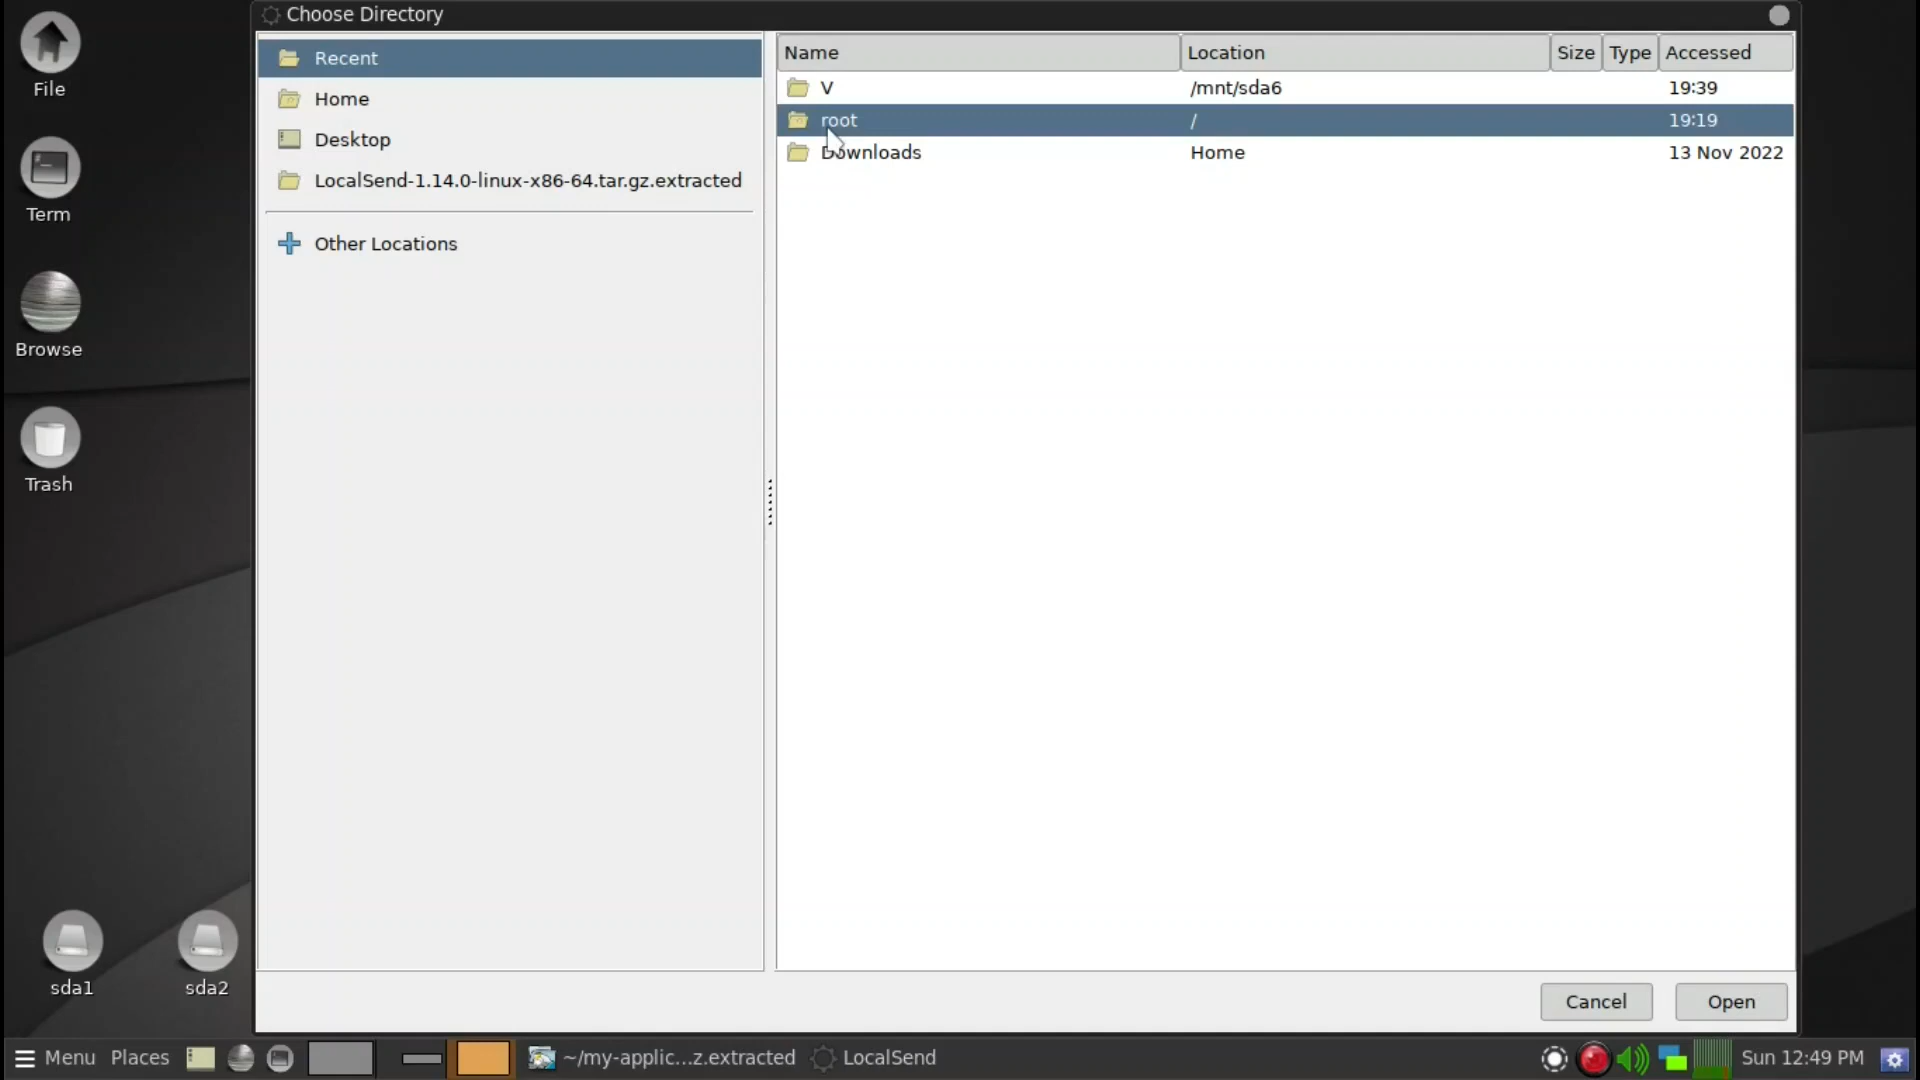 Choose Directory
File
Term
Browse
Trash
sda1
sda2
Recent
Home
Desktop
LocalSend-1.14.0-linux-x86-64.tar.gz.extracted
Other Locations
Name Location Size Type Accessed
V /mnt/sda6 19:39
root / 19:19
Downloads Home 13 Nov 2022
Cancel Open
Menu Places ~/my-applic...z.extracted LocalSend Sun 12:49 PM